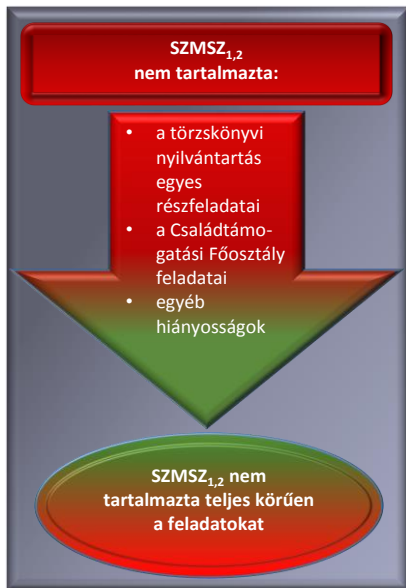 SZMSZ1,2
nem tartalmazta:
• a törzskönyvi
nyilvántartás
egyes
részfeladatai
• a Családtámo-
gatási Főosztály
feladatai
• egyéb
hiányosságok
SZMSZ1,2 nem
tartalmazta teljes körűen
a feladatokat